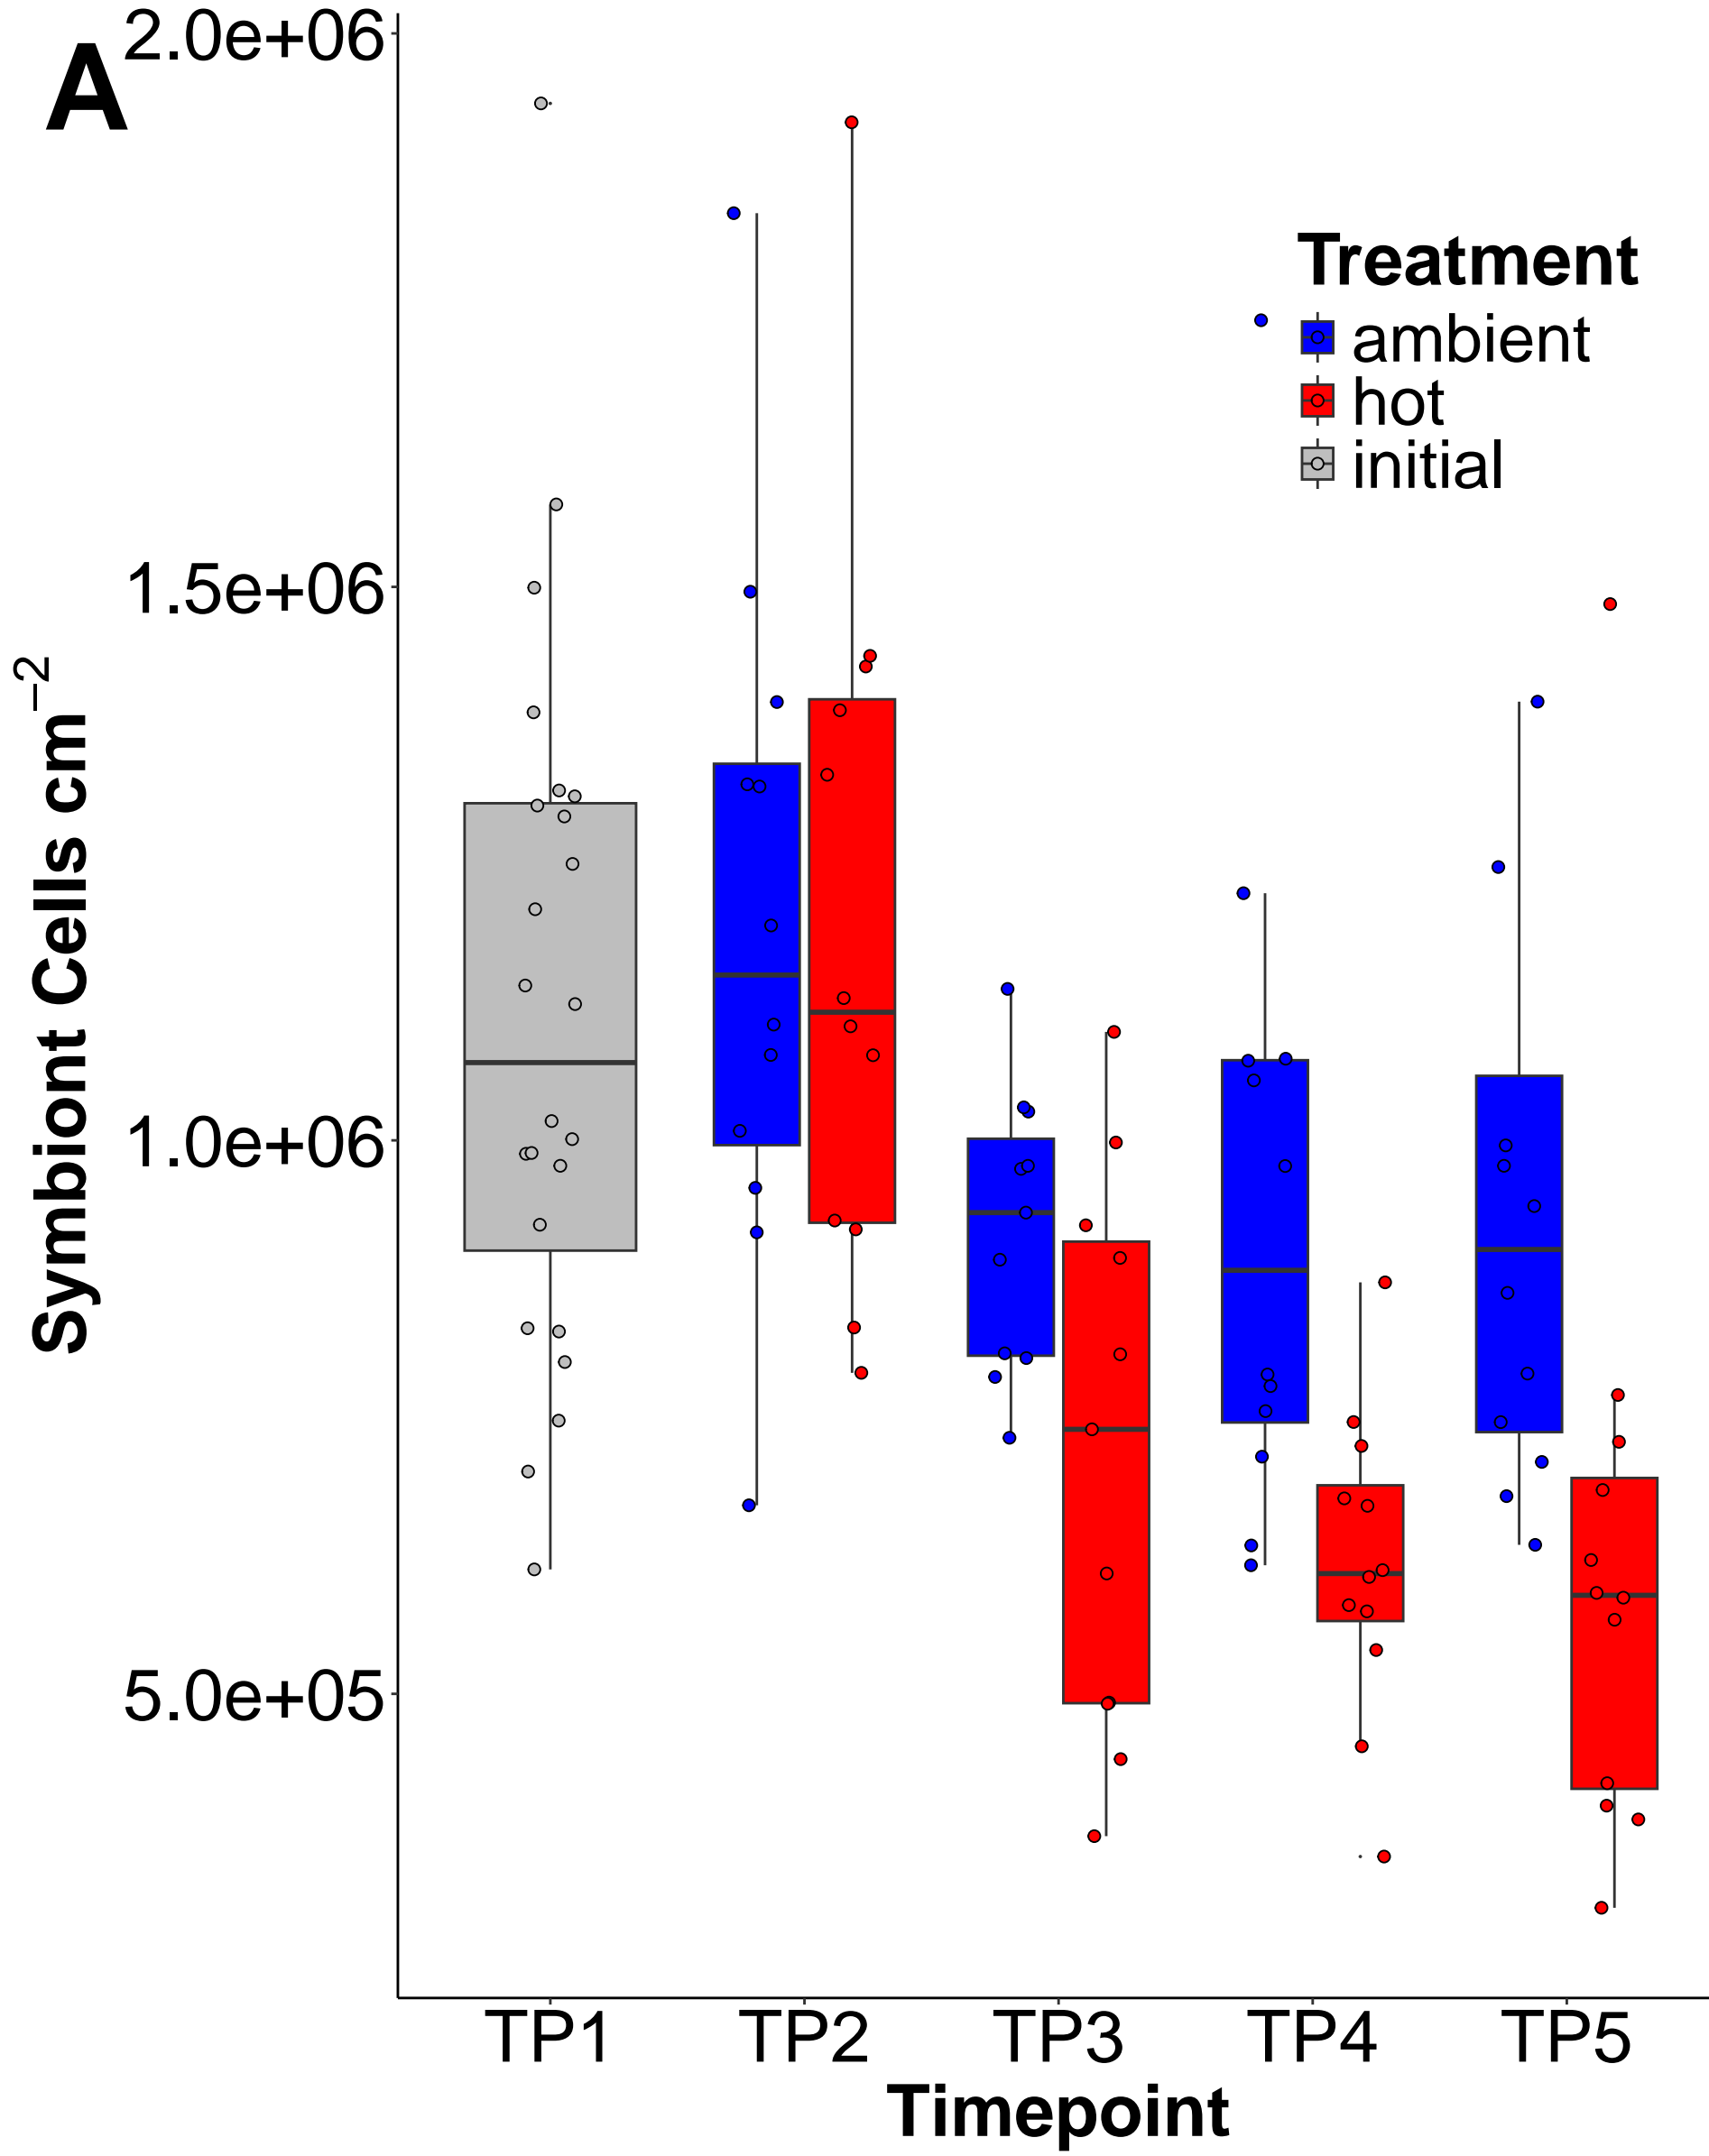 A
2.0e+06
1.5e+06
1.0e+06
5.0e+05
Symbiont Cells cm−2
Treatment
ambient
hot
initial
TP1 TP2 TP3 TP4 TP5
Timepoint